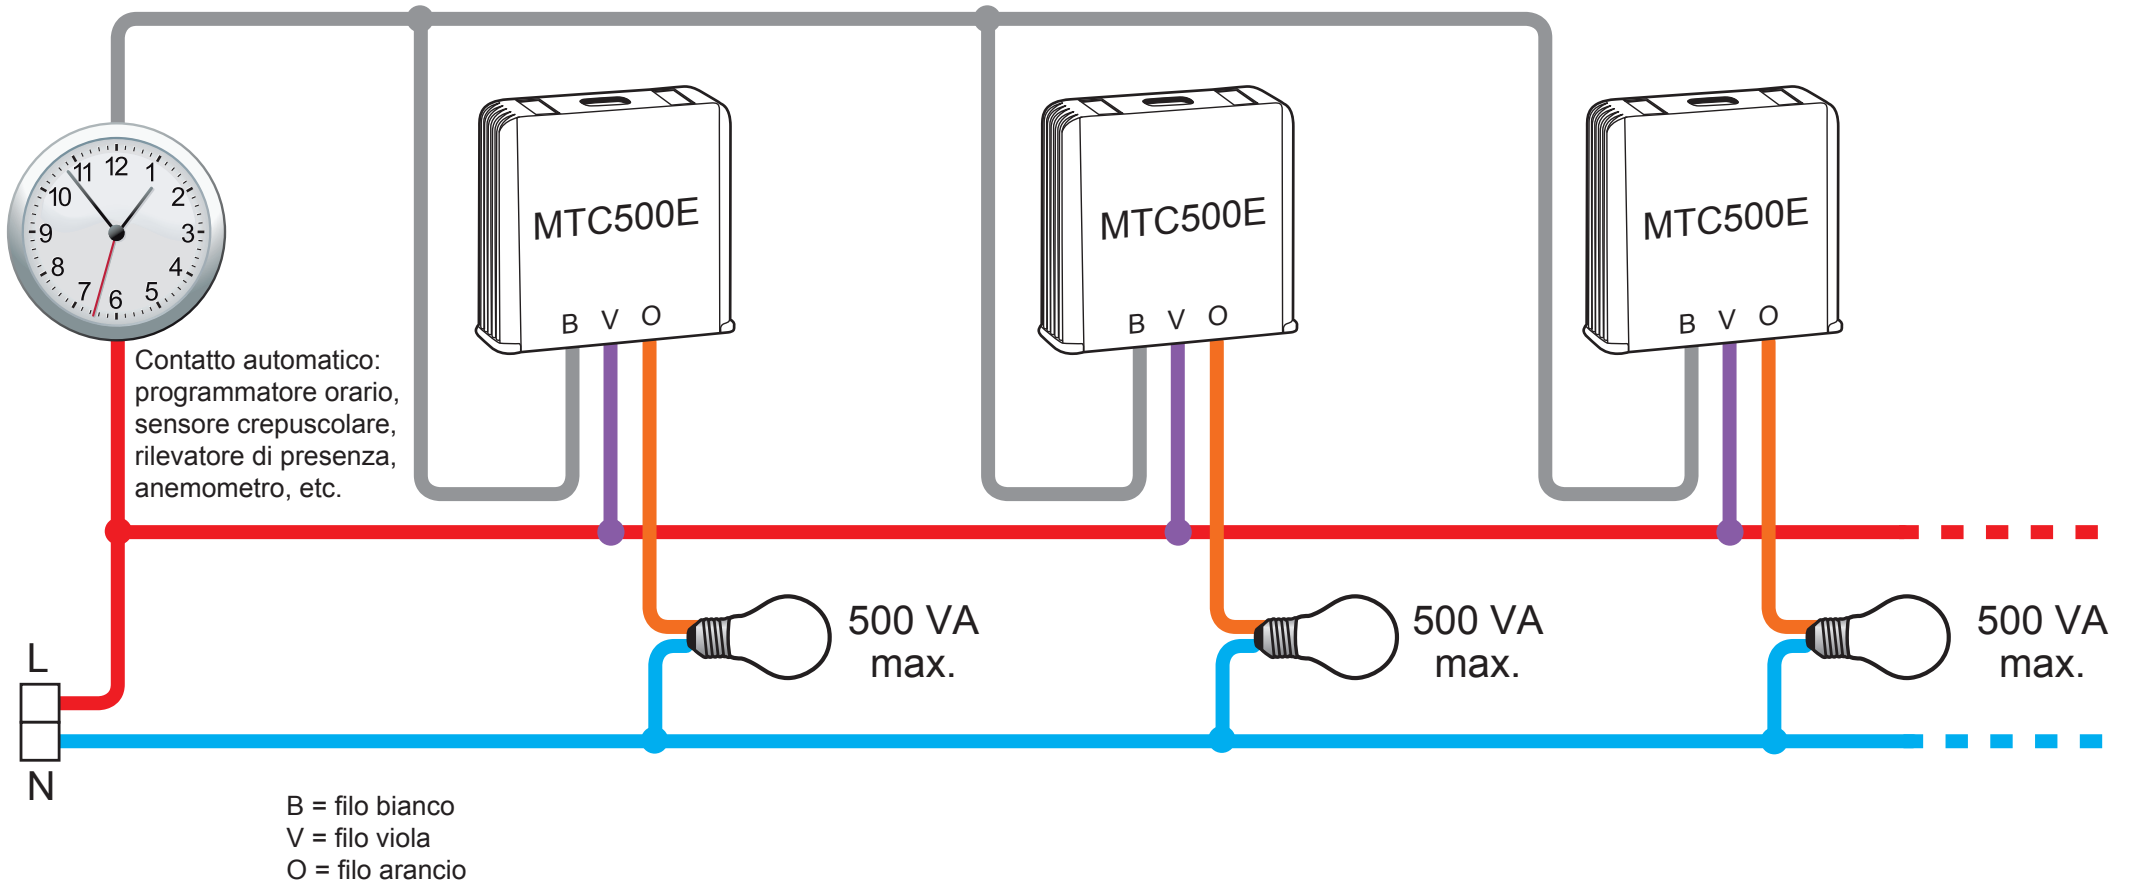 12
1
2
3
4
5
6
7
8
9
10
11
MTC500E
B V O
MTC500E
B V O
MTC500E
B V O
Contatto automatico:
programmatore orario,
sensore crepuscolare,
rilevatore di presenza,
anemometro, etc.
500 VA
max.
500 VA
max.
500 VA
max.
L
N
B = filo bianco
V = filo viola
O = filo arancio